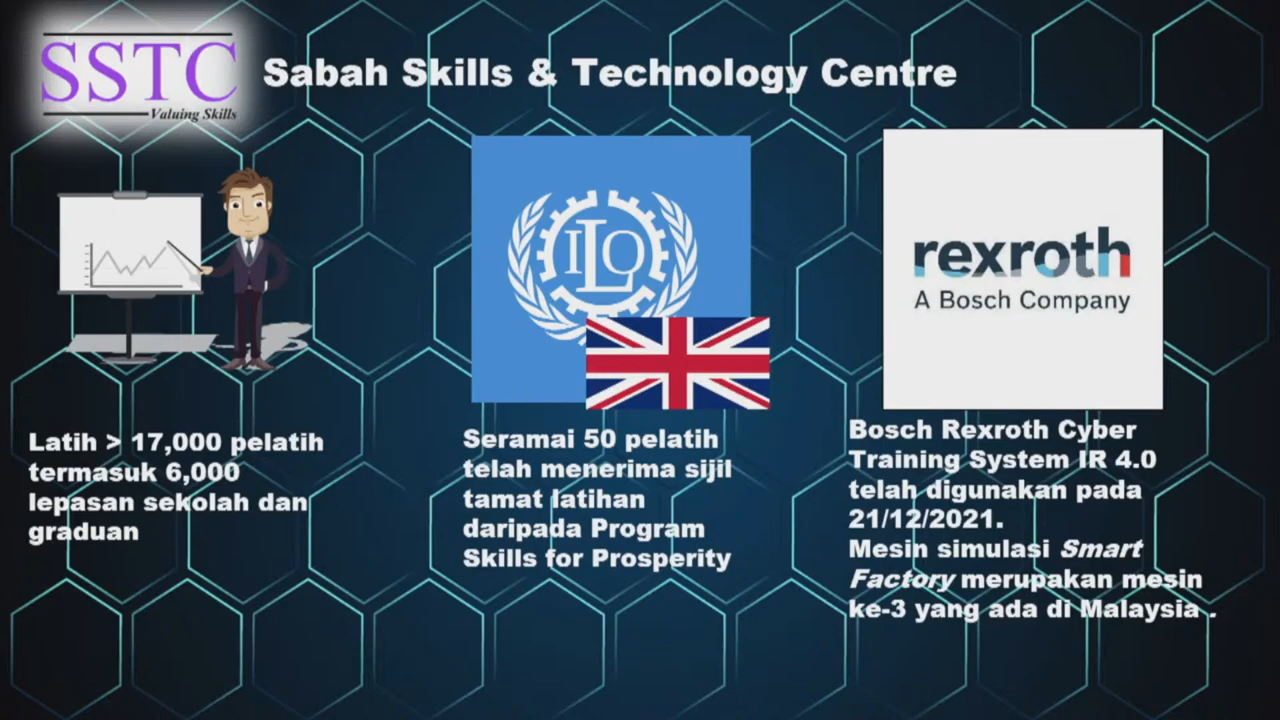 SSTC
Valuing Skills
Sabah Skills & Technology Centre
Latih > 17,000 pelatih
termasuk 6,000
lepasan sekolah dan
graduan
ILO
Seramai 50 pelatih
telah menerima sijil
tamat latihan
daripada Program
Skills for Prosperity
rexroth
A Bosch Company
Bosch Rexroth Cyber
Training System IR 4.0
telah digunakan pada
21/12/2021.
Mesin simulasi Smart
Factory merupakan mesin
ke-3 yang ada di Malaysia .